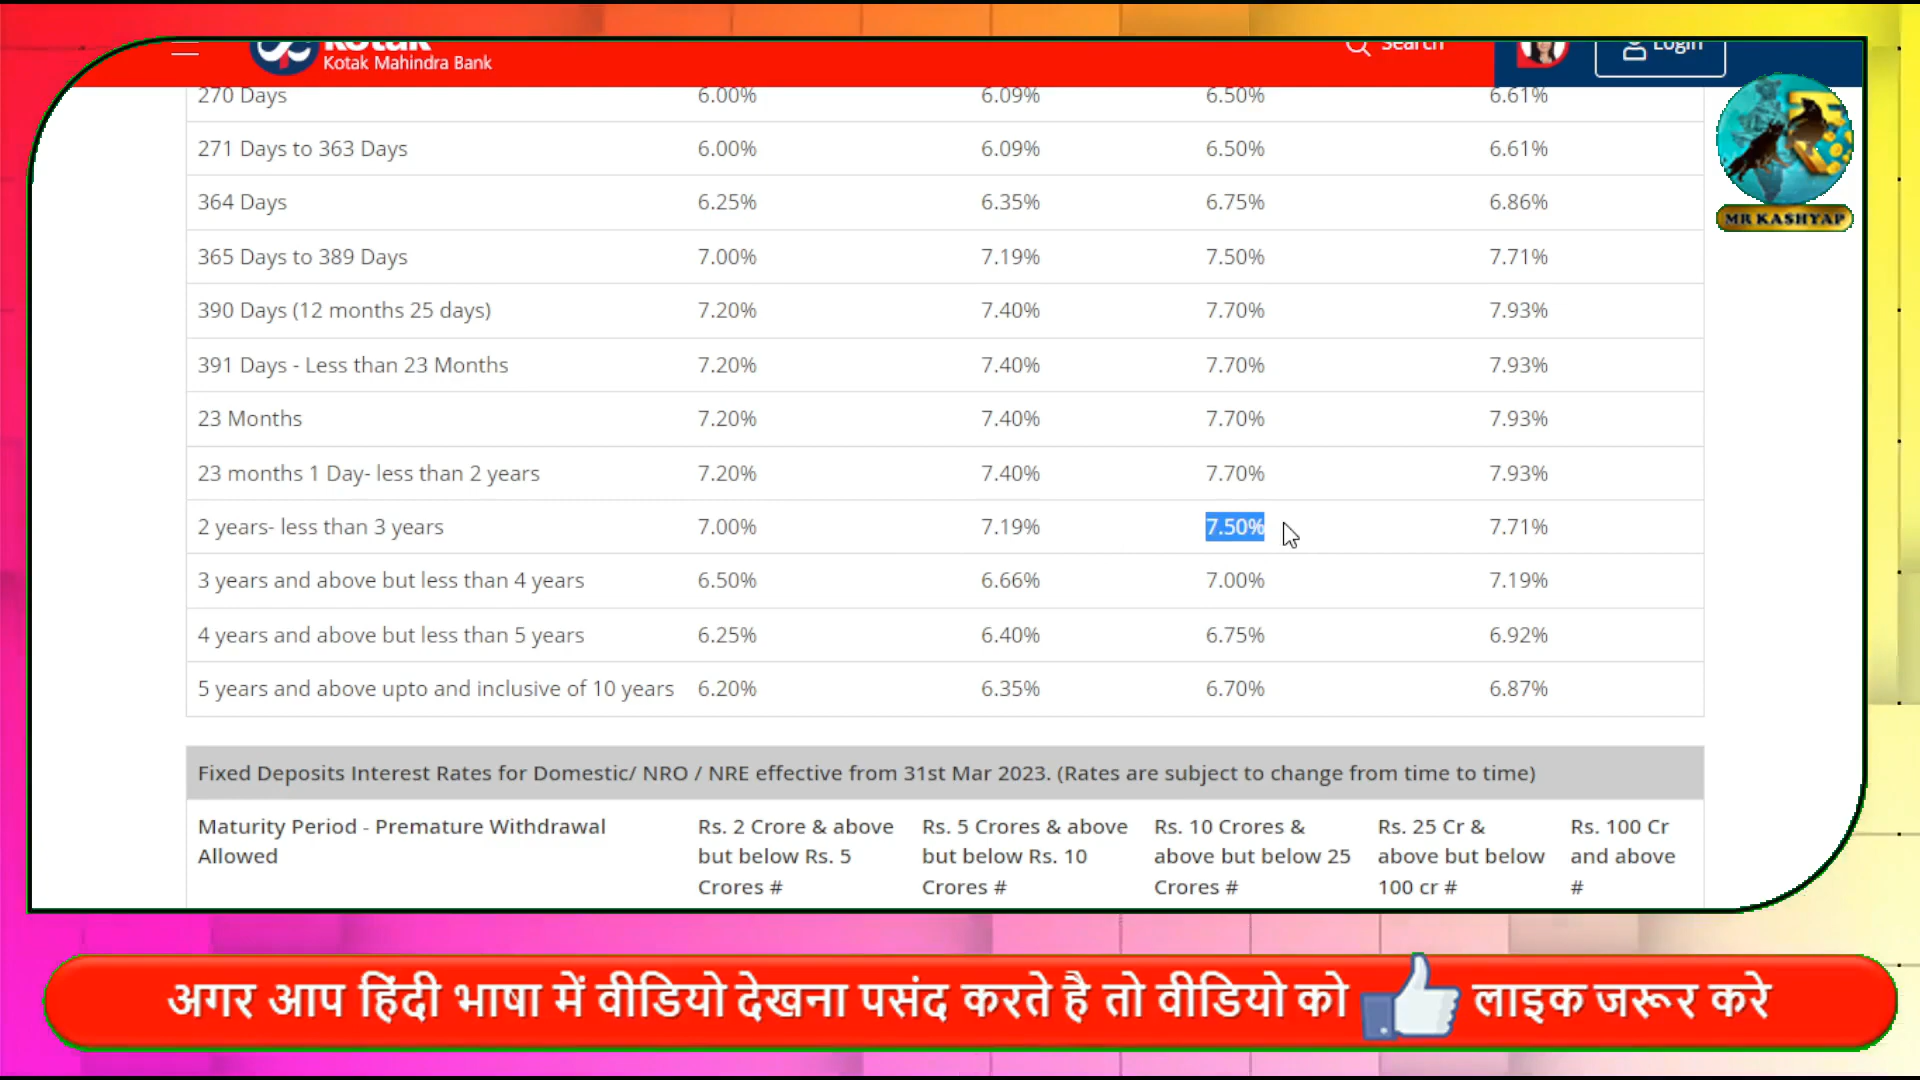 kotak
Kotak Mahindra Bank
Search
Login
270 Days 6.00% 6.09% 6.50% 6.61%
271 Days to 363 Days 6.00% 6.09% 6.50% 6.61%
364 Days 6.25% 6.35% 6.75% 6.86%
365 Days to 389 Days 7.00% 7.19% 7.50% 7.71%
390 Days (12 months 25 days) 7.20% 7.40% 7.70% 7.93%
391 Days - Less than 23 Months 7.20% 7.40% 7.70% 7.93%
23 Months 7.20% 7.40% 7.70% 7.93%
23 months 1 Day- less than 2 years 7.20% 7.40% 7.70% 7.93%
2 years- less than 3 years 7.00% 7.19% 7.50% 7.71%
3 years and above but less than 4 years 6.50% 6.66% 7.00% 7.19%
4 years and above but less than 5 years 6.25% 6.40% 6.75% 6.92%
5 years and above upto and inclusive of 10 years 6.20% 6.35% 6.70% 6.87%
MR KASHYAP
Fixed Deposits Interest Rates for Domestic/ NRO / NRE effective from 31st Mar 2023. (Rates are subject to change from time to time)
Maturity Period - Premature Withdrawal
Allowed
Rs. 2 Crore & above
but below Rs. 5
Crores #
Rs. 5 Crores & above
but below Rs. 10
Crores #
Rs. 10 Crores &
above but below 25
Crores #
Rs. 25 Cr &
above but below
100 cr #
Rs. 100 Cr
and above
#
अगर आप हिंदी भाषा में वीडियो देखना पसंद करते है तो वीडियो को लाइक जरूर करे